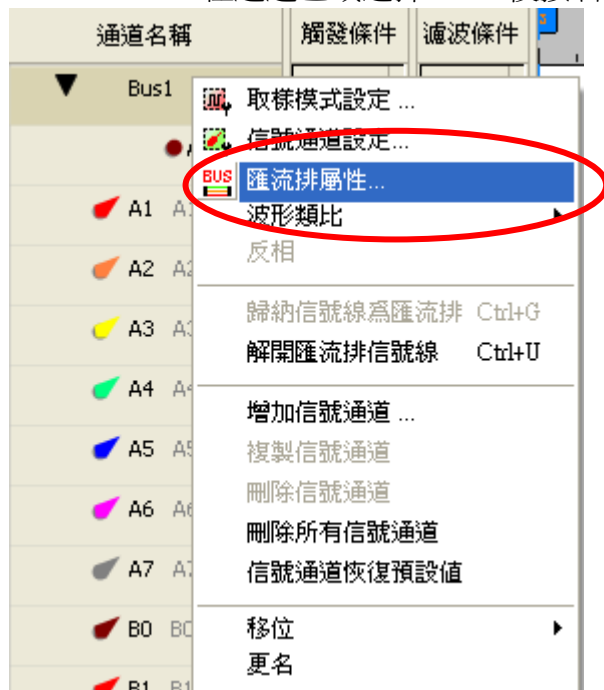 通道名稱 觸發條件 濾波條件
Bus1
取樣模式設定 ...
信號通道設定...
BUS 匯流排屬性...
A1 波形類比
反相
A2
歸納信號線為匯流排 Ctrl+G
A3
解開匯流排信號線 Ctrl+U
A4
增加信號通道 ...
A5 複製信號通道
刪除信號通道
A6
刪除所有信號通道
A7 信號通道恢復預設值
B0 B0 移位
更名
B1 B1